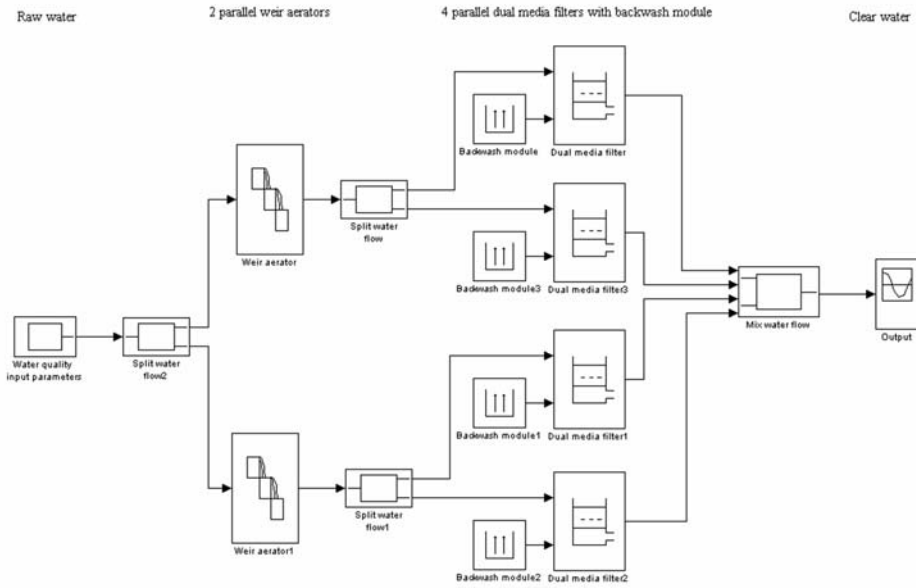 Raw water
2 parallel weir aerators
4 parallel dual media filters with backwash module
Clear water
Backwash module
Dual media filter
Weir aerator
Split water
flow
Backwash module3
Dual media filter3
Mix water flow
Output
Water quality
input parameters
Split water
flow2
Backwash module1
Dual media filter1
Weir aerator1
Split water
flow1
Backwash module2
Dual media filter2